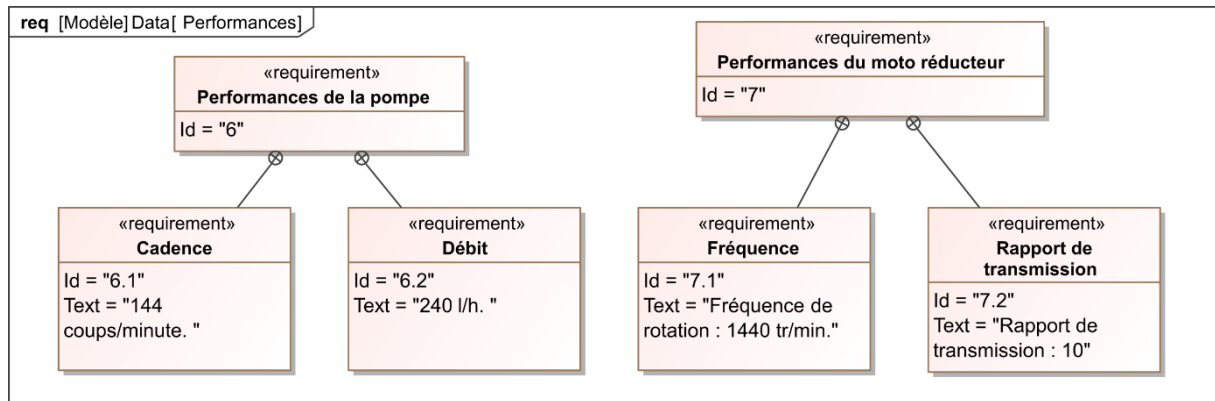 req [Modèle] Data[ Performances]
«requirement»
Performances de la pompe
Id = "6"
«requirement»
Performances du moto réducteur
Id = "7"
«requirement»
Cadence
Id = "6.1"
Text = "144
coups/minute. "
«requirement»
Débit
Id = "6.2"
Text = "240 l/h. "
«requirement»
Fréquence
Id = "7.1"
Text = "Fréquence de
rotation : 1440 tr/min."
«requirement»
Rapport de
transmission
Id = "7.2"
Text = "Rapport de
transmission : 10"